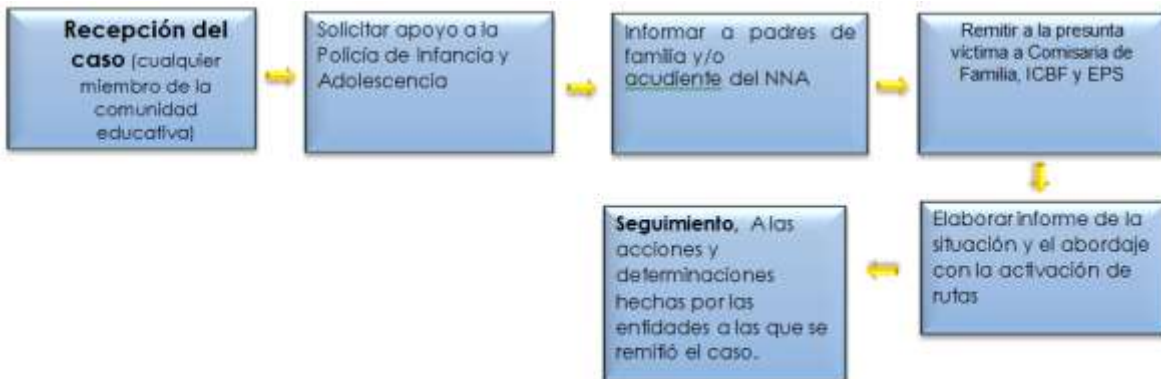 Recepción del
caso (cualquier
miembro de la
comunidad
educativa)
Solicitar apoyo a la
Policía de Infancia y
Adolescencia
Informar a padres de
familia y/o
acudiente del NNA
Remitir a la presunta
víctima a Comisaria de
Familia, ICBF y EPS
Elaborar informe de la
situación y el abordaje
con la activación de
rutas
Seguimiento, A las
acciones y
determinaciones
hechas por las
entidades a las que se
remitió el caso.